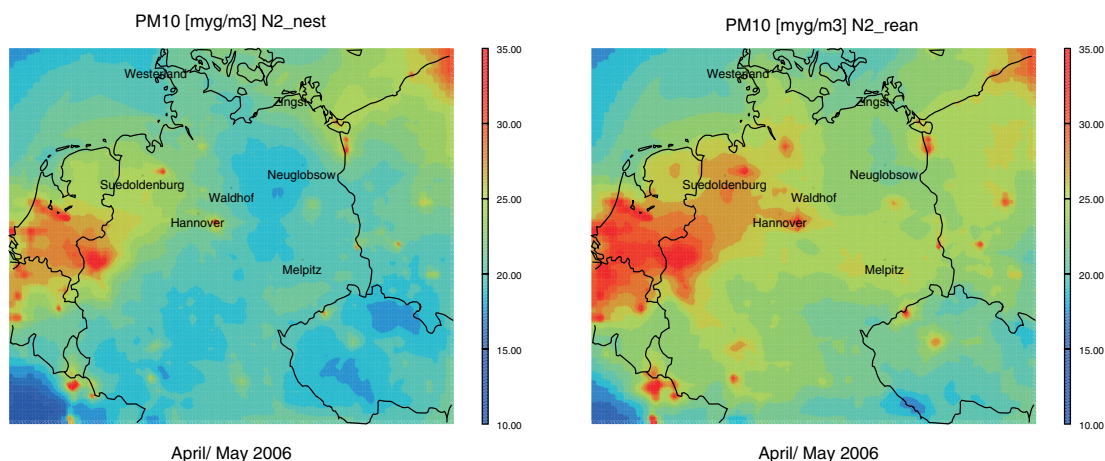 PM10 [myg/m3] N2_nest
35.00
30.00
25.00
20.00
15.00
10.00
Westerland
Zingst
Suedoldenburg
Neuglobsow
Waldhof
Hannover
Melpitz
April/ May 2006
PM10 [myg/m3] N2_rean
35.00
30.00
25.00
20.00
15.00
10.00
Westerland
Zingst
Suedoldenburg
Neuglobsow
Waldhof
Hannover
Melpitz
April/ May 2006